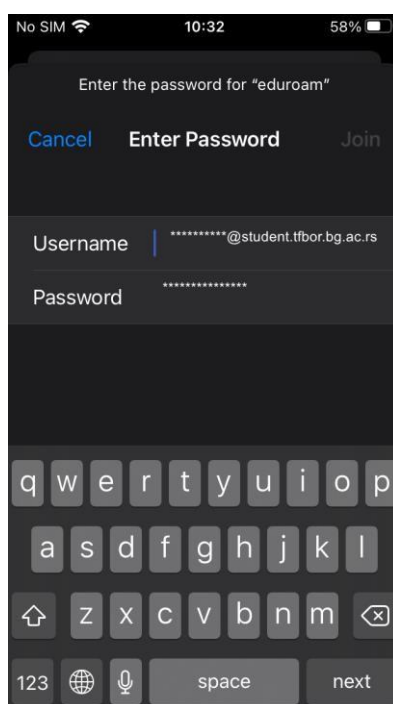 No SIM 10:32 58%
Enter the password for “eduroam”
Cancel Enter Password Join
Username **********@student.tfbor.bg.ac.rs
Password ***************
q w e r t y u i o p
a s d f g h j k l
z x c v b n m
123 space next